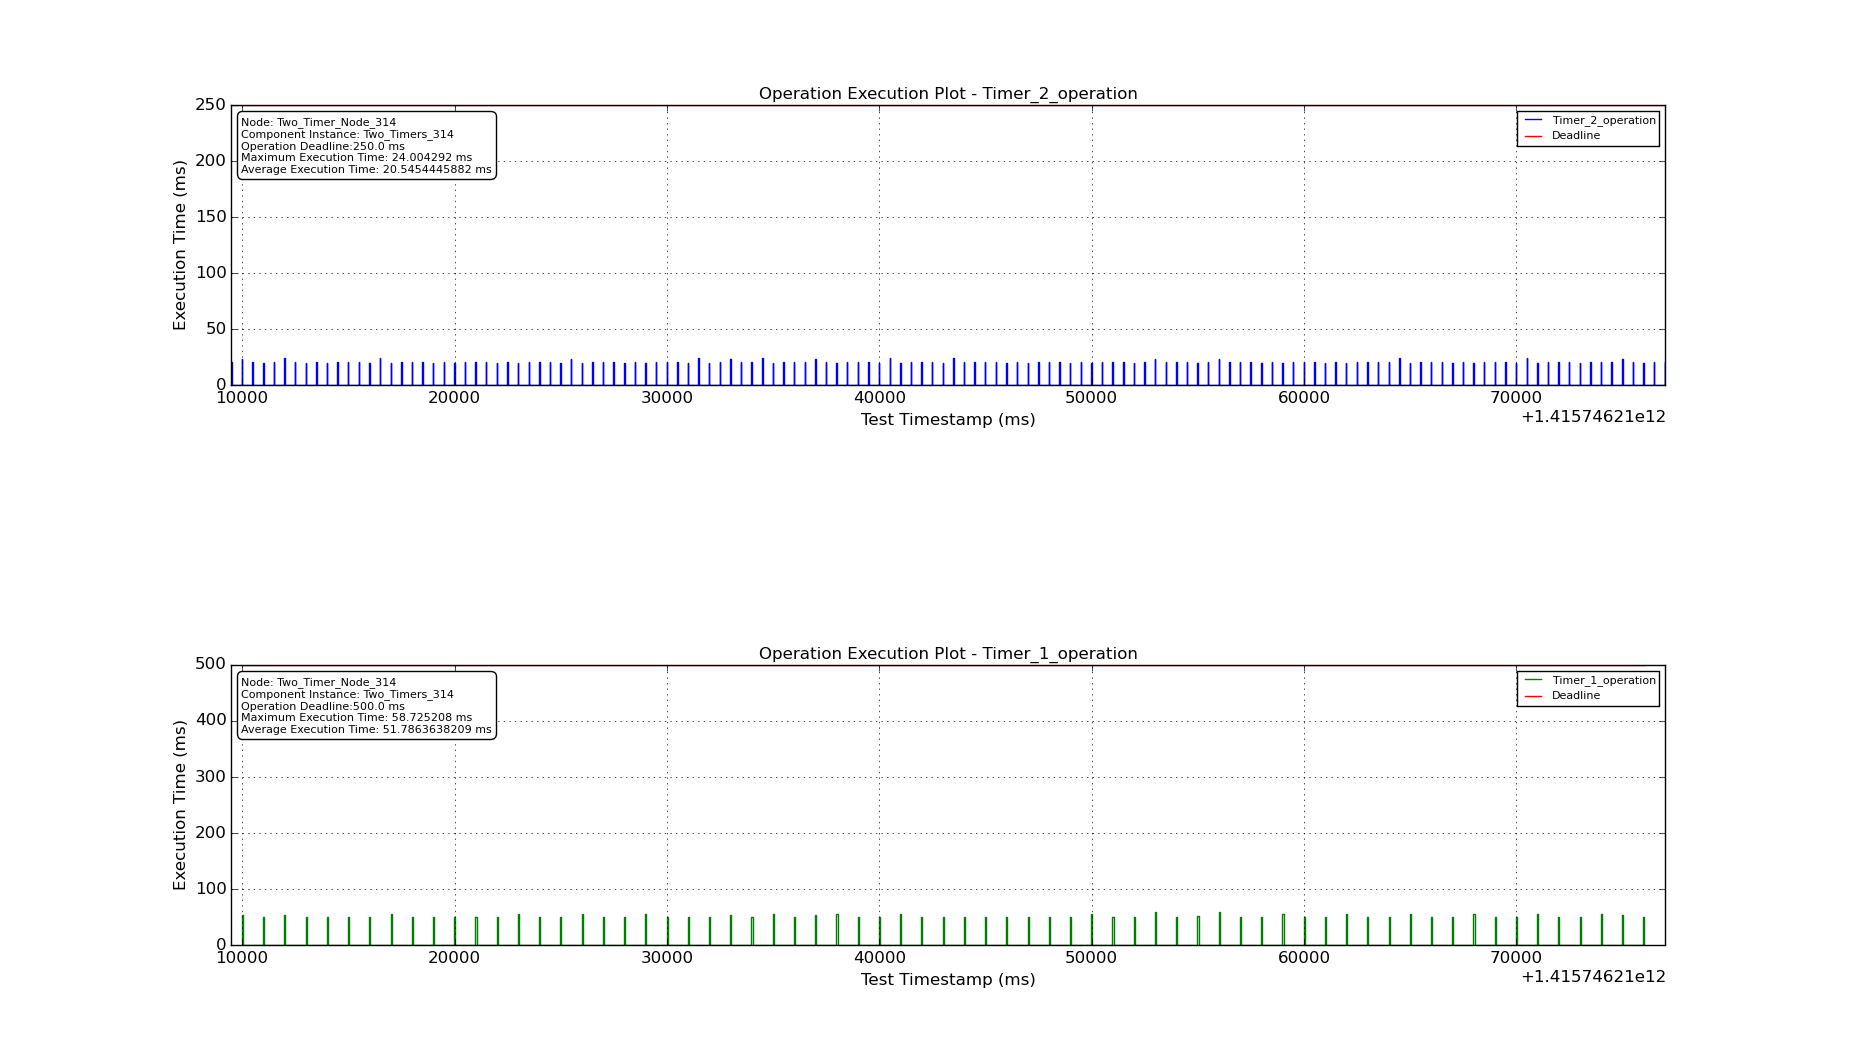 Operation Execution Plot - Timer_2_operation
250
200
150
100
50
0
Execution Time (ms)
Node: Two_Timer_Node_314
Component Instance: Two_Timers_314
Operation Deadline:250.0 ms
Maximum Execution Time: 24.004292 ms
Average Execution Time: 20.5454445882 ms
Timer_2_operation
Deadline
10000 20000 30000 40000 50000 60000 70000
+1.41574621e12
Test Timestamp (ms)
Operation Execution Plot - Timer_1_operation
500
400
300
200
100
0
Execution Time (ms)
Node: Two_Timer_Node_314
Component Instance: Two_Timers_314
Operation Deadline:500.0 ms
Maximum Execution Time: 58.725208 ms
Average Execution Time: 51.7863638209 ms
Timer_1_operation
Deadline
10000 20000 30000 40000 50000 60000 70000
+1.41574621e12
Test Timestamp (ms)